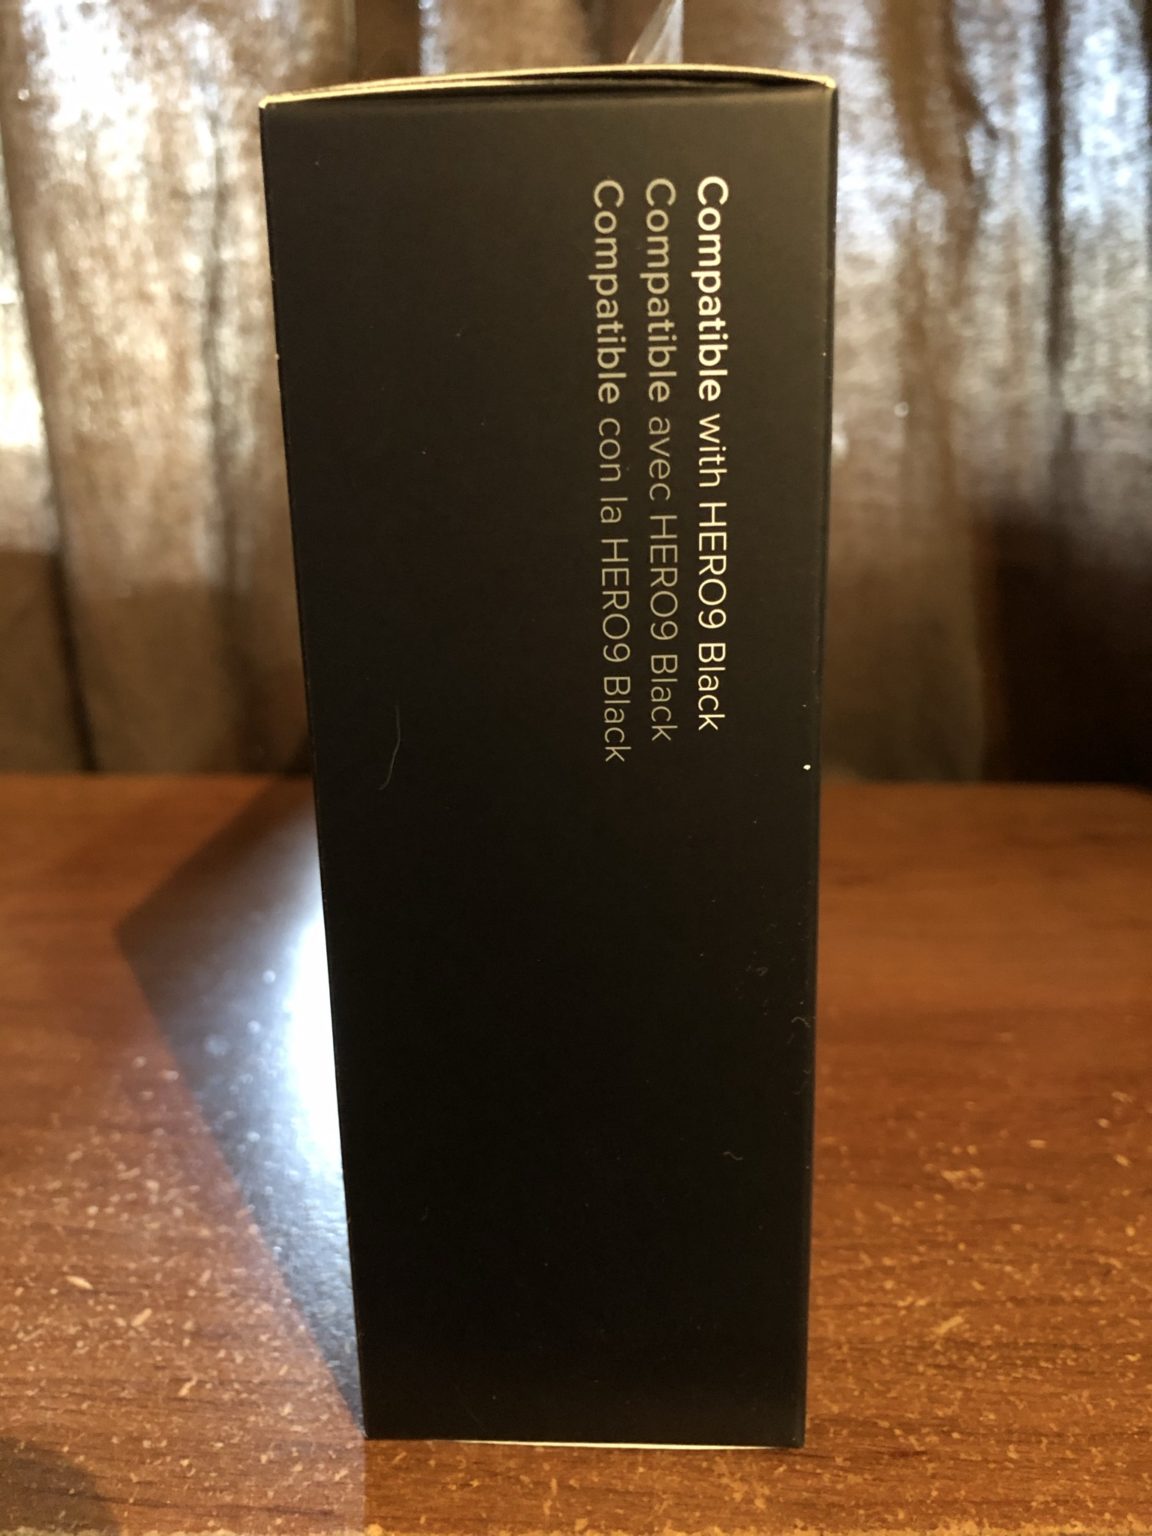 Compatible with HERO9 Black
Compatible avec HERO9 Black
Compatible con la HERO9 Black